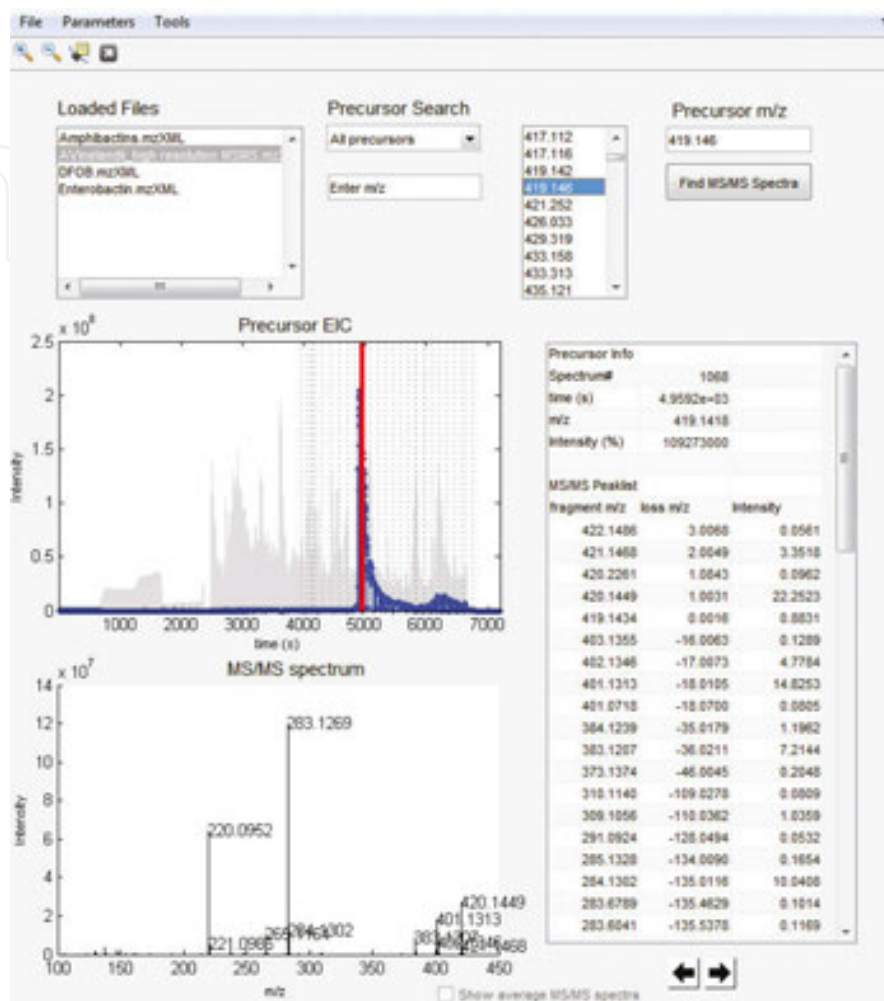 File Parameters Tools
Loaded Files
Precursor Search
Precursor m/z
Amphibactins.mzXML
high resolution MSMS.mz
DFOB.mzXML
Enterobactin.mzXML
All precursors
Enter m/z
417.112
417.116
419.142
419.146
421.252
426.033
429.319
433.158
433.313
435.121
419.146
Find MS/MS Spectra
Precursor EIC
x 10^8
2.5
2
1.5
1
0.5
0
Intensity
1000 2000 3000 4000 5000 6000 7000
time (s)
Precursor Info
Spectrum# 1068
time (s) 4.9592e+03
m/z 419.1418
Intensity (%) 109273000
MS/MS Peaklist
fragment m/z loss m/z Intensity
422.1486 3.0068 0.0561
421.1468 2.0049 3.3518
420.2261 1.0843 0.0962
420.1449 1.0031 22.2523
419.1434 0.0016 0.8831
403.1355 -16.0063 0.1289
402.1346 -17.0073 4.7784
401.1313 -18.0105 14.8253
401.0718 -18.0700 0.0805
384.1239 -35.0179 1.1962
383.1207 -36.0211 7.2144
373.1374 -46.0045 0.2048
310.1140 -109.0278 0.0809
309.1056 -110.0362 1.0359
291.0924 -128.0494 0.0532
285.1328 -134.0090 0.1654
284.1302 -135.0116 10.0408
283.6789 -135.4629 0.1014
283.6041 -135.5378 0.1169
MS/MS spectrum
x 10^7
14
12
10
8
6
4
2
0
Intensity
283.1269
220.0952
420.1449
401.1313
284.1302
221.0986
100 150 200 250 300 350 400 450
m/z
Show average MS/MS spectra